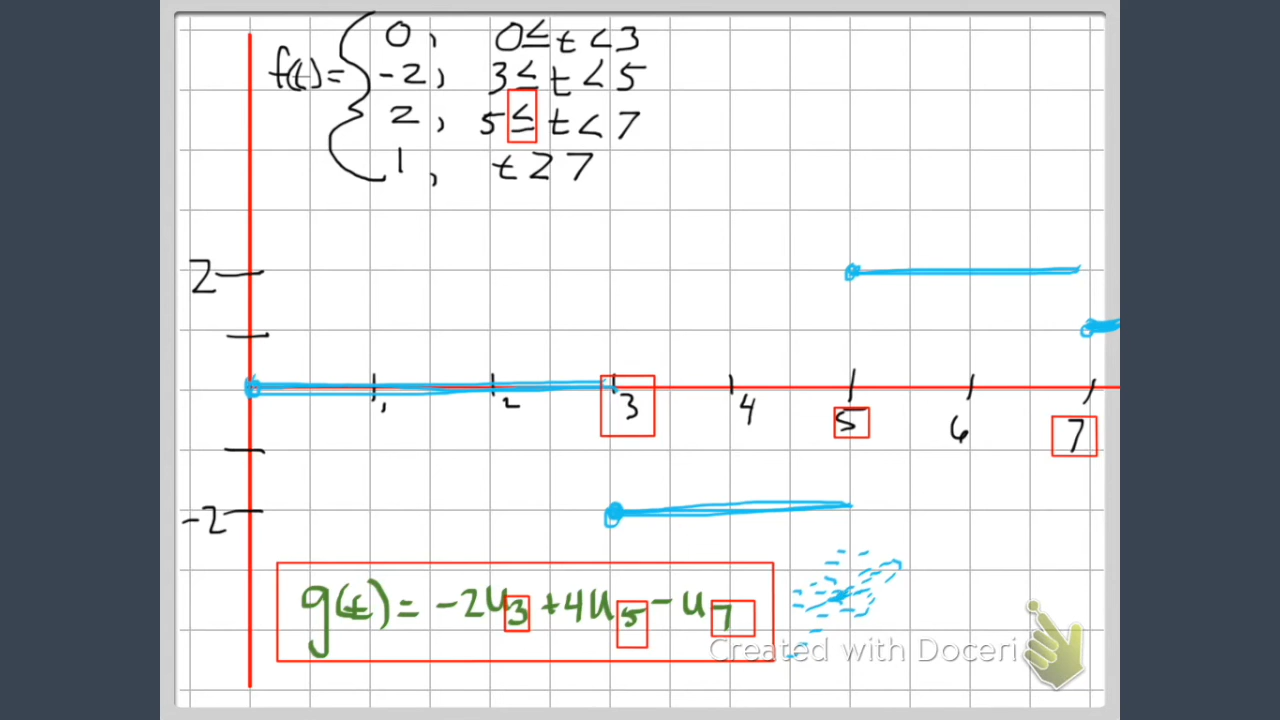 0, 0≤t<3
f(t)= -2, 3≤t<5
2, 5≤t<7
1, t≥7
2
1 2 3 4 5 6 7
-2
g(t)= -2u3+4u5-u7
Created with Doceri